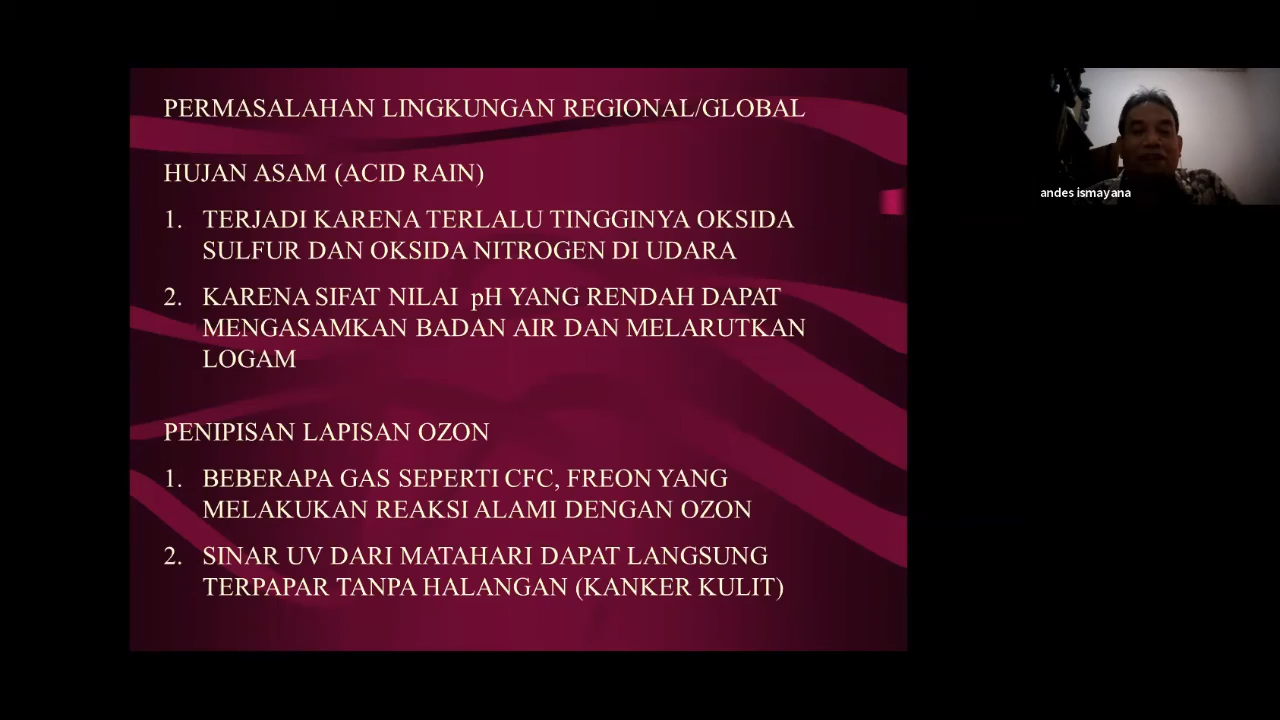 PERMASALAHAN LINGKUNGAN REGIONAL/GLOBAL
HUJAN ASAM (ACID RAIN)
1. TERJADI KARENA TERLALU TINGGINYA OKSIDA
SULFUR DAN OKSIDA NITROGEN DI UDARA
2. KARENA SIFAT NILAI pH YANG RENDAH DAPAT
MENGASAMKAN BADAN AIR DAN MELARUTKAN
LOGAM
PENIPISAN LAPISAN OZON
1. BEBERAPA GAS SEPERTI CFC, FREON YANG
MELAKUKAN REAKSI ALAMI DENGAN OZON
2. SINAR UV DARI MATAHARI DAPAT LANGSUNG
TERPAPAR TANPA HALANGAN (KANKER KULIT)
andes ismayana